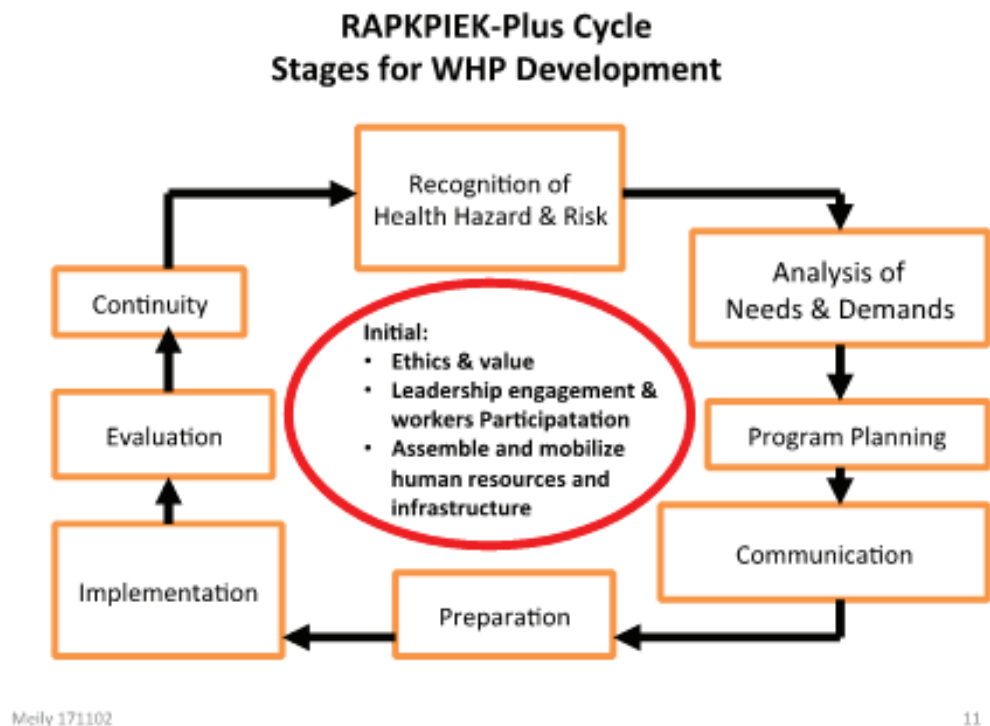 RAPKPIEK-Plus Cycle
Stages for WHP Development
Recognition of
Health Hazard & Risk
Analysis of
Needs & Demands
Program Planning
Communication
Preparation
Implementation
Evaluation
Continuity
Initial:
• Ethics & value
• Leadership engagement &
workers Participatation
• Assemble and mobilize
human resources and
infrastructure
Meily 171102
11